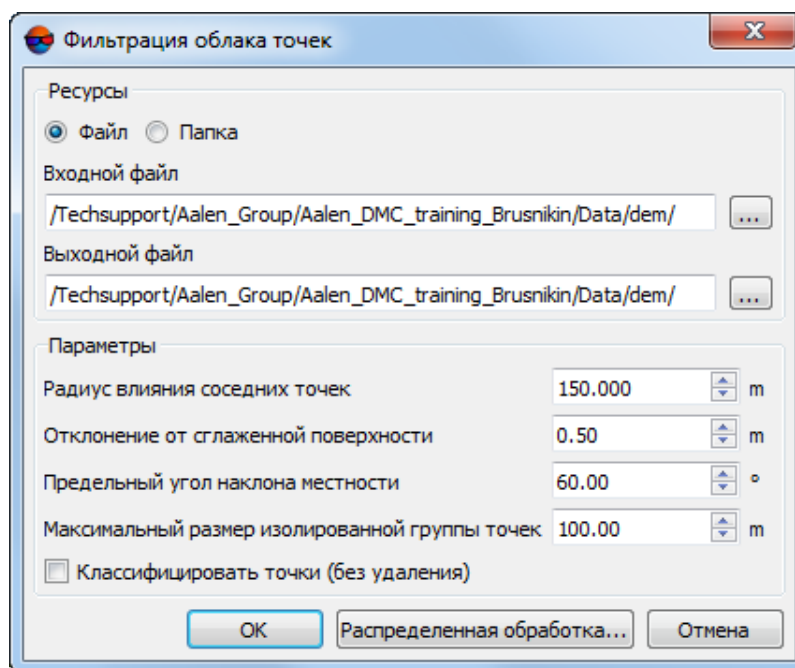 Фильтрация облака точек
Ресурсы
Файл Папка
Входной файл
/Techsupport/Aalen_Group/Aalen_DMC_training_Brusnikin/Data/dem/ ...
Выходной файл
/Techsupport/Aalen_Group/Aalen_DMC_training_Brusnikin/Data/dem/ ...
Параметры
Радиус влияния соседних точек 150.000 m
Отклонение от сглаженной поверхности 0.50 m
Предельный угол наклона местности 60.00 °
Максимальный размер изолированной группы точек 100.00 m
Классифицировать точки (без удаления)
OK Распределенная обработка... Отмена